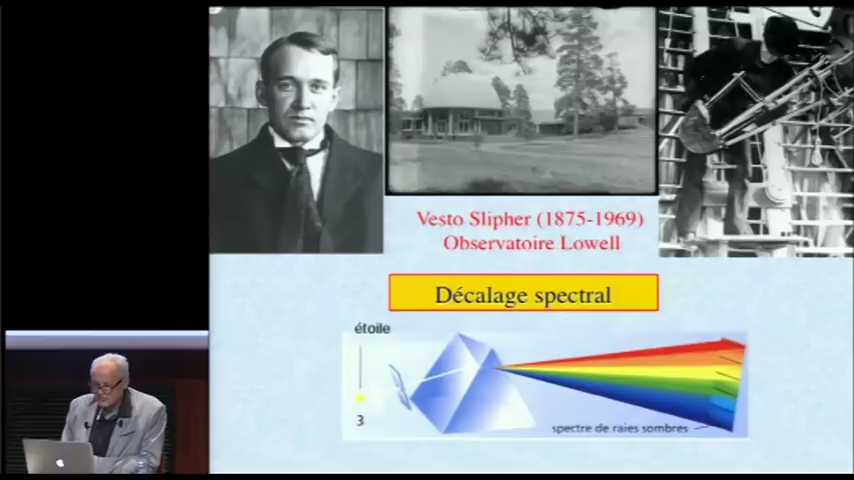 Vesto Slipher (1875-1969)
Observatoire Lowell
Décalage spectral
étoile
3
spectre de raies sombres